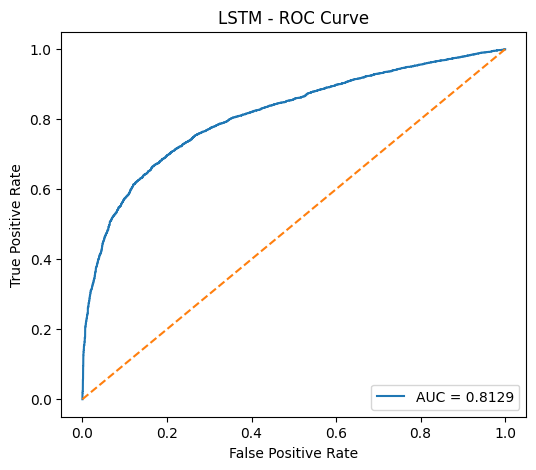 LSTM - ROC Curve
True Positive Rate
1.0
0.8
0.6
0.4
0.2
0.0
AUC = 0.8129
0.0 0.2 0.4 0.6 0.8 1.0
False Positive Rate